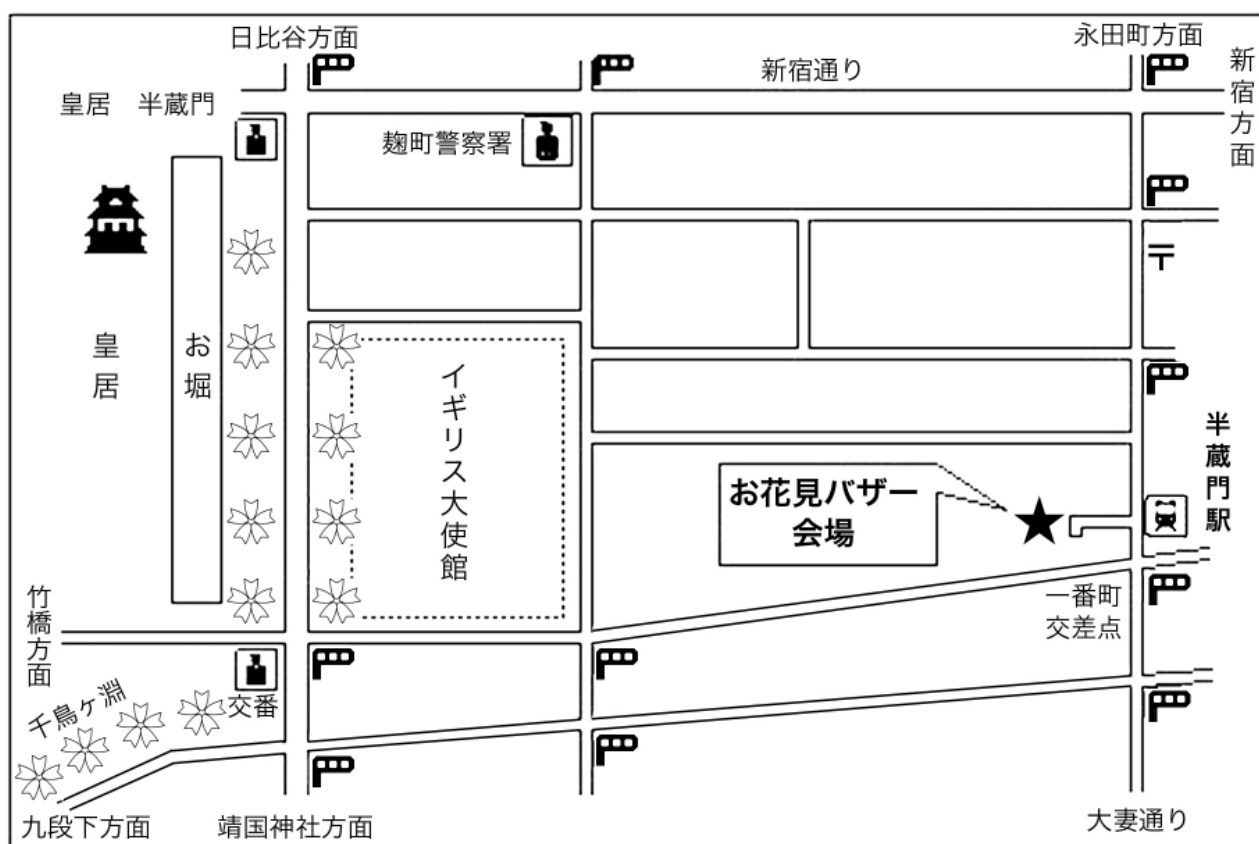 日比谷方面
永田町方面
新宿通り
新宿方面
皇居 半蔵門
麹町警察署
〒
皇居
お堀
イギリス大使館
半蔵門駅
お花見バザー
会場
竹橋方面
一番町
交差点
千鳥ヶ淵
交番
九段下方面
靖国神社方面
大妻通り